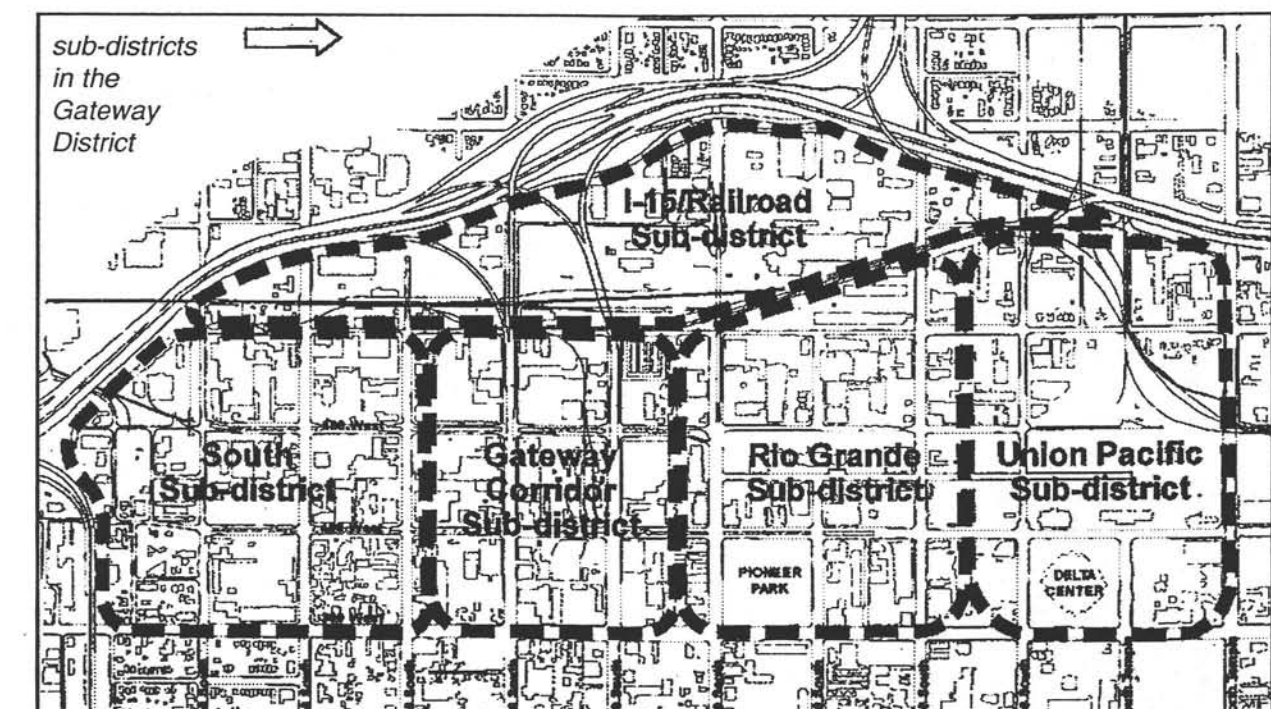 sub-districts
in the
Gateway
District
I-15/Railroad
Sub-district
South
Sub-district
Gateway
Corridor
Sub-district
Rio Grande
Sub-district
Union Pacific
Sub-district
PIONEER
PARK
DELTA
CENTER